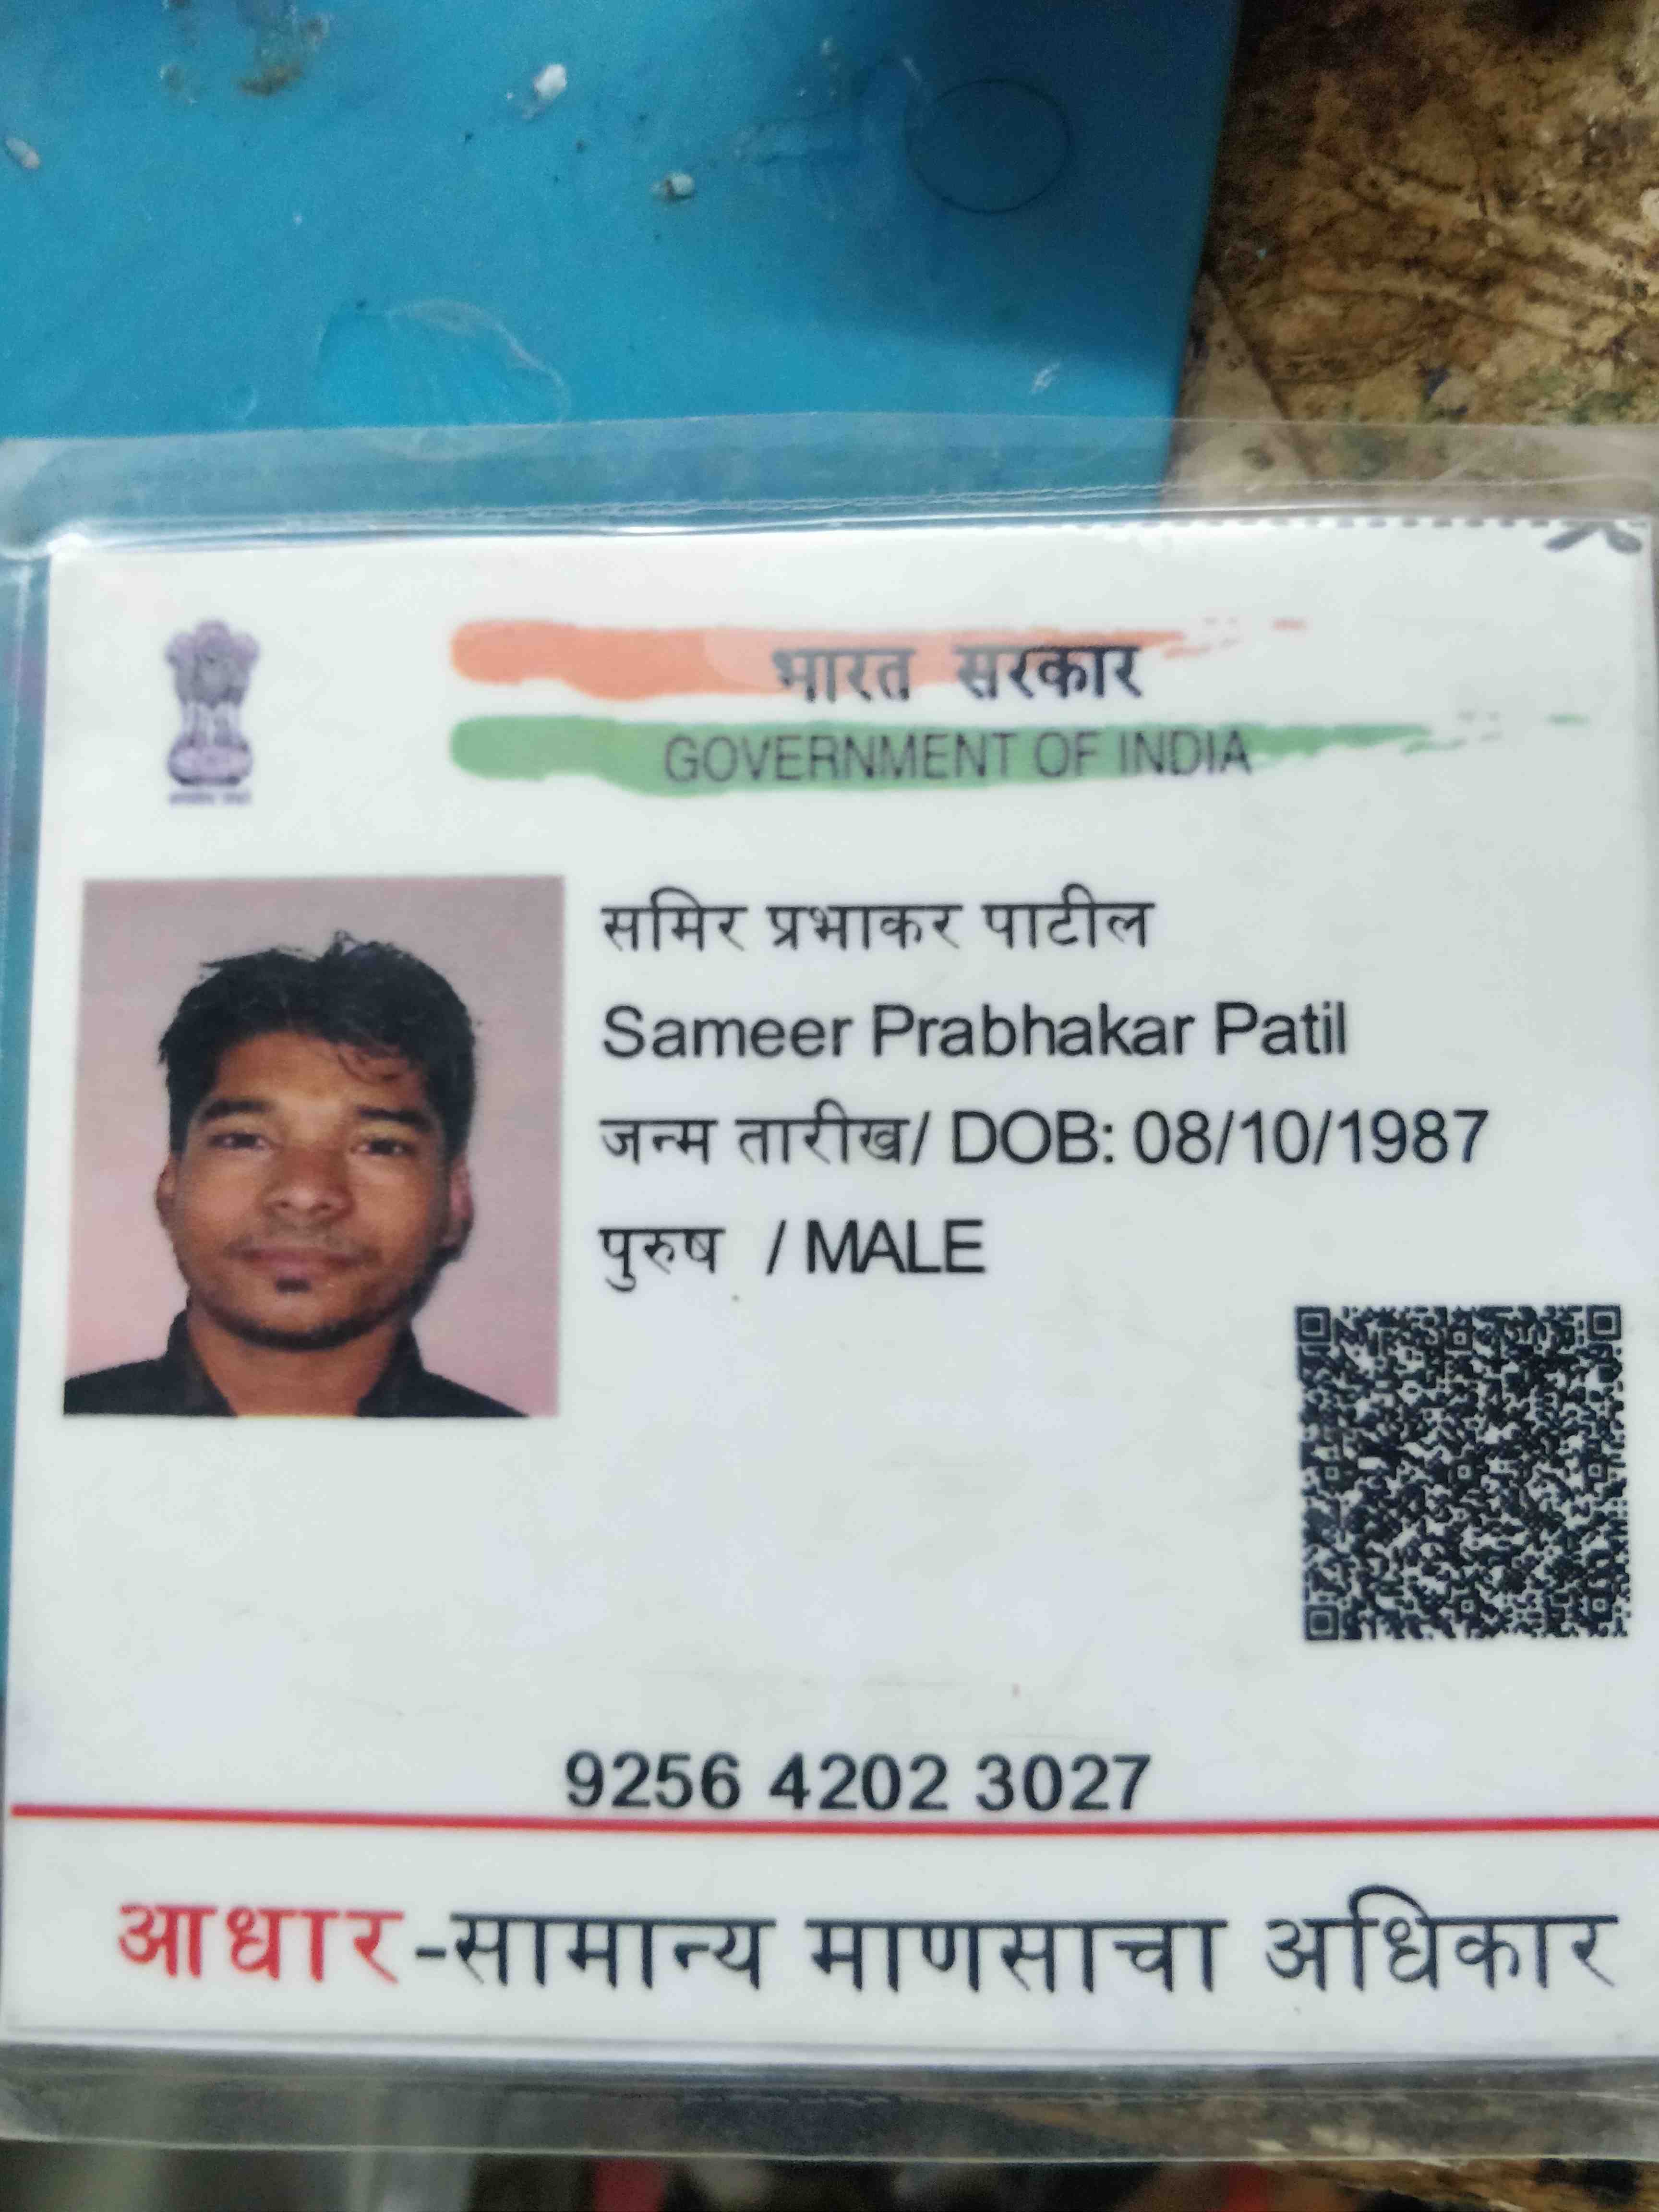 भारत सरकार
GOVERNMENT OF INDIA
समिर प्रभाकर पाटील
Sameer Prabhakar Patil
जन्म तारीख/ DOB: 08/10/1987
पुरुष / MALE
9256 4202 3027
आधार-सामान्य माणसाचा अधिकार